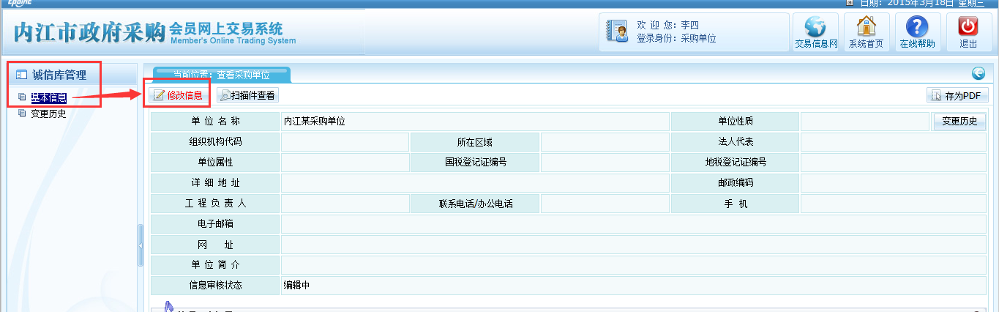 Epoint
日期：2015年3月18日 星期三
内江市政府采购 会员网上交易系统
Member's Online Trading System
欢 迎 您：李四
登录身份：采购单位
交易信息网 系统首页 在线帮助 退出
诚信库管理
基本信息
变更历史
当前位置：查看采购单位
修改信息 扫描件查看 存为PDF
单 位 名 称 内江某采购单位 单位性质 变更历史
组织机构代码 所在区域 法人代表
单位属性 国税登记证编号 地税登记证编号
详 细 地 址 邮政编码
工 程 负 责 人 联系电话/办公电话 手 机
电子邮箱
网 址
单 位 简 介
信息审核状态 编辑中